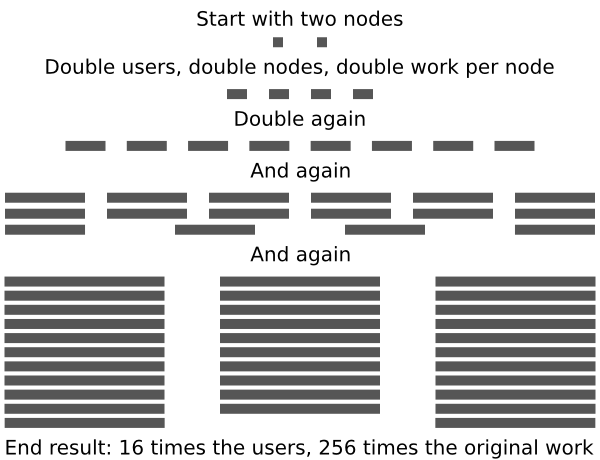 Start with two nodes
Double users, double nodes, double work per node
Double again
And again
And again
End result: 16 times the users, 256 times the original work